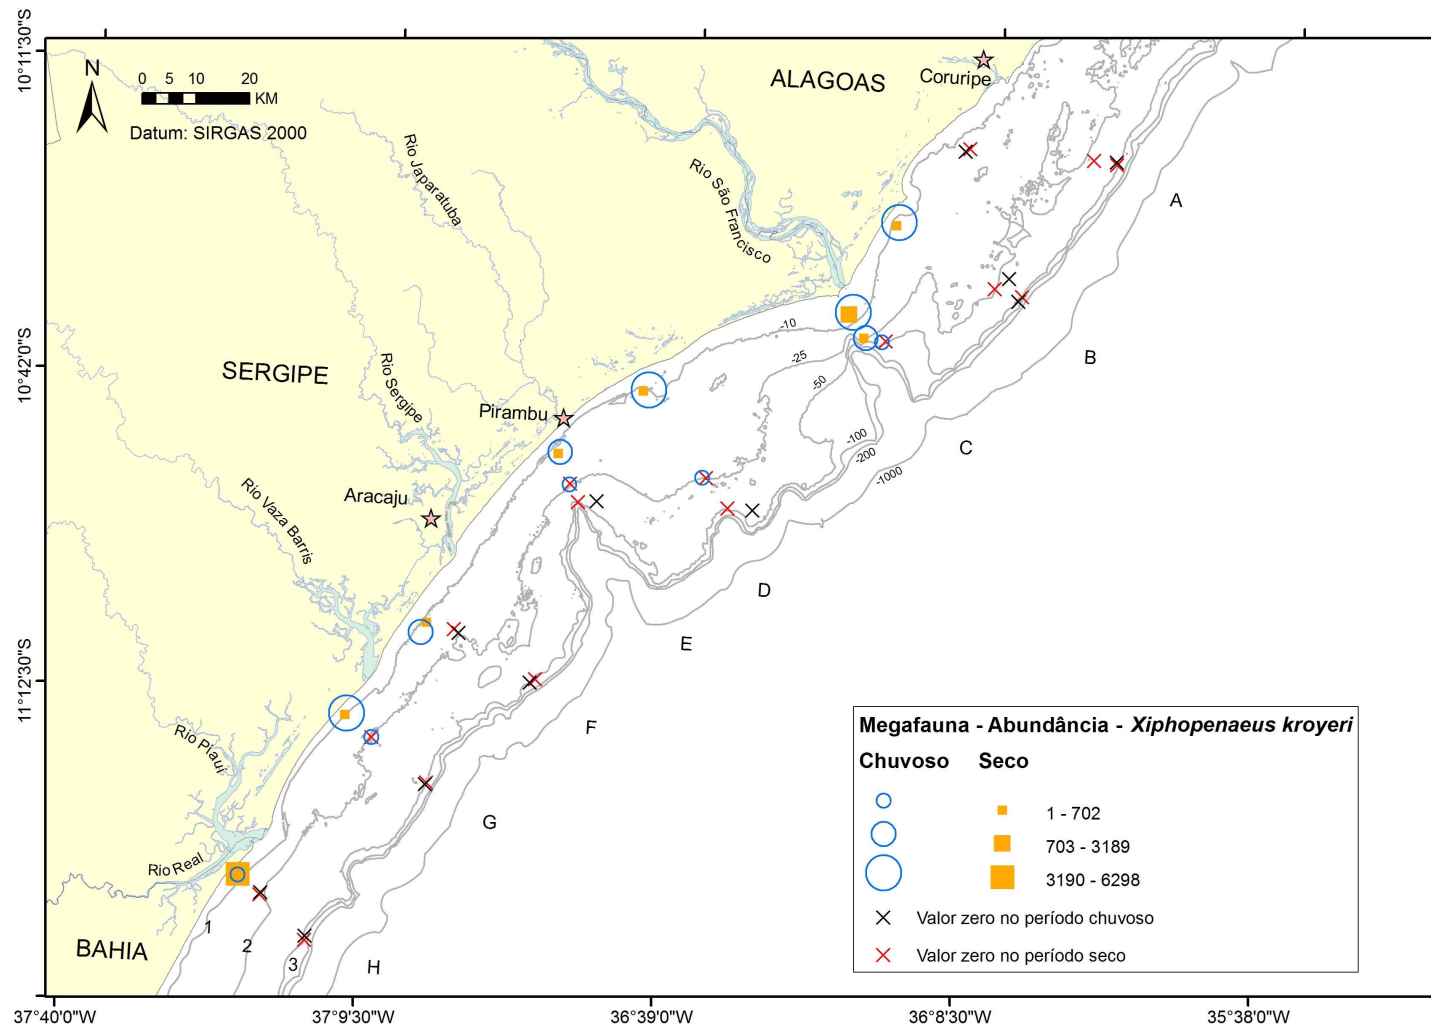 10°11'30"S
10°42'0"S
11°12'30"S
N
0 5 10 20
KM
Datum: SIRGAS 2000
ALAGOAS
Coruripe
Rio Japaratuba
Rio São Francisco
A
SERGIPE
Rio Sergipe
Pirambu
-10
-25
-50
-100
-200
-1000
B
C
Aracaju
Rio Vaza Barris
D
E
F
Rio Piauí
G
Rio Real
BAHIA
1
2
3
H
Megafauna - Abundância - Xiphopenaeus kroyeri
Chuvoso Seco
1 - 702
703 - 3189
3190 - 6298
Valor zero no período chuvoso
Valor zero no período seco
37°40'0"W 37°9'30"W 36°39'0"W 36°8'30"W 35°38'0"W